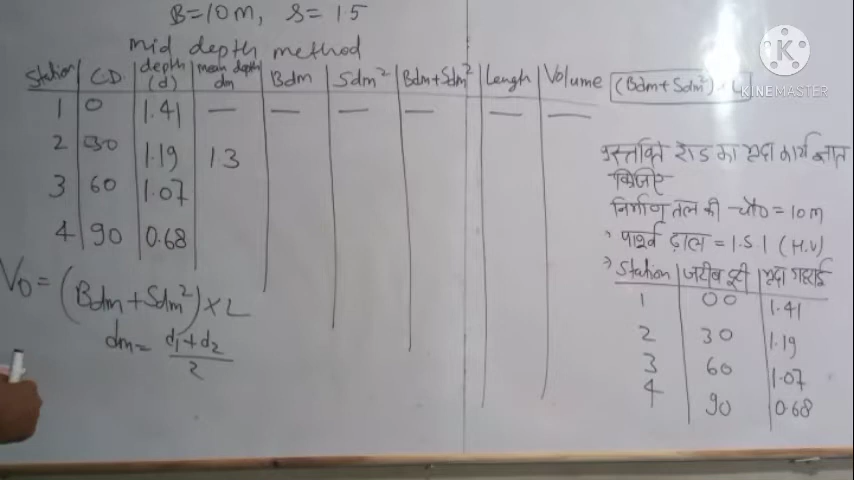 B=10m, S= 1.5
mid depth method
Station C.D. depth (d) mean depth dm Bdm Sdm² Bdm+Sdm² Length Volume (Bdm+Sdm²)×L
1 0 1.41 — — — — — —
2 30 1.19 1.3
3 60 1.07
4 90 0.68
V0= (Bdm+Sdm²)×L
dm= d1+d2
2
प्रस्तावित रोड का मृदा कार्य ज्ञात
किजिए
निर्माण तल की चौ0 = 10m
पार्श्व ढाल = 1.5 1 (H.V)
Station जरीब दूरी मृदा गहराई
1 00 1.41
2 30 1.19
3 60 1.07
4 90 0.68
KINEMASTER